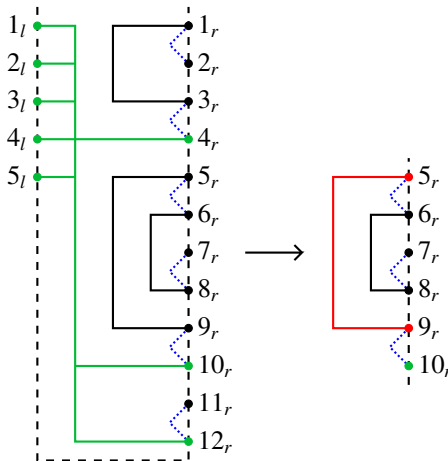 1_l 1_r
2_l 2_r
3_l 3_r
4_l 4_r
5_l 5_r 5_r
6_r 6_r
7_r 7_r
8_r 8_r
9_r 9_r
10_r 10_r
11_r
12_r